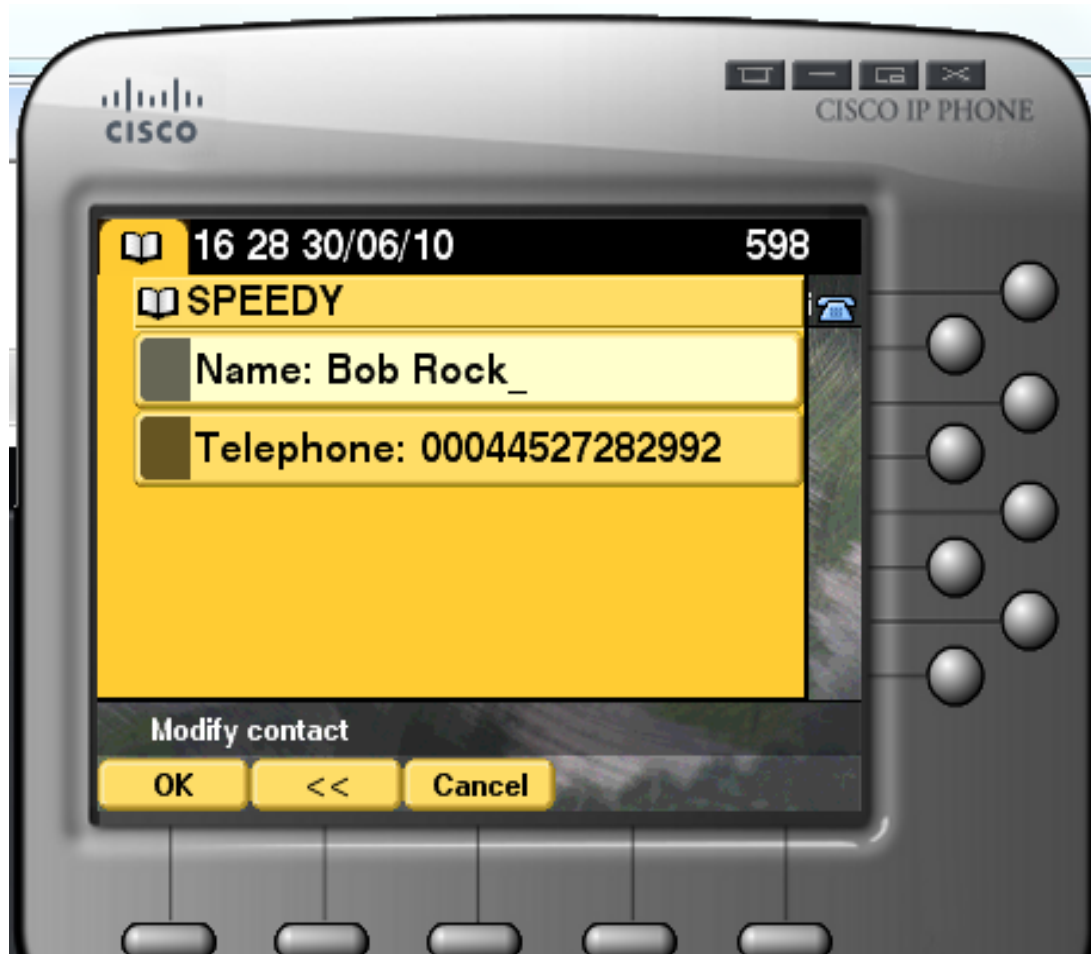 CISCO
CISCO IP PHONE
16 28 30/06/10 598
SPEEDY
Name: Bob Rock_
Telephone: 00044527282992
Modify contact
OK << Cancel